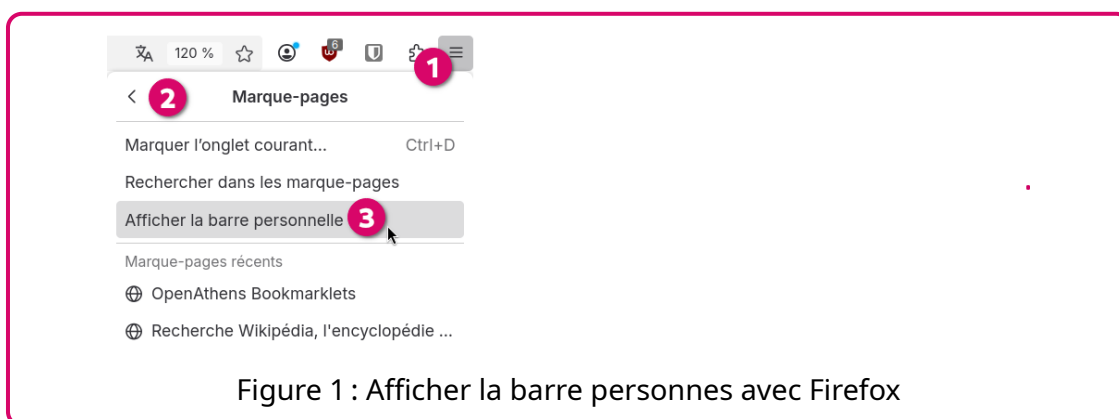 120 %
6
1
2
Marque-pages
Marquer l’onglet courant... Ctrl+D
Rechercher dans les marque-pages
Afficher la barre personnelle 3
Marque-pages récents
OpenAthens Bookmarklets
Recherche Wikipédia, l'encyclopédie ...
Figure 1 : Afficher la barre personnes avec Firefox